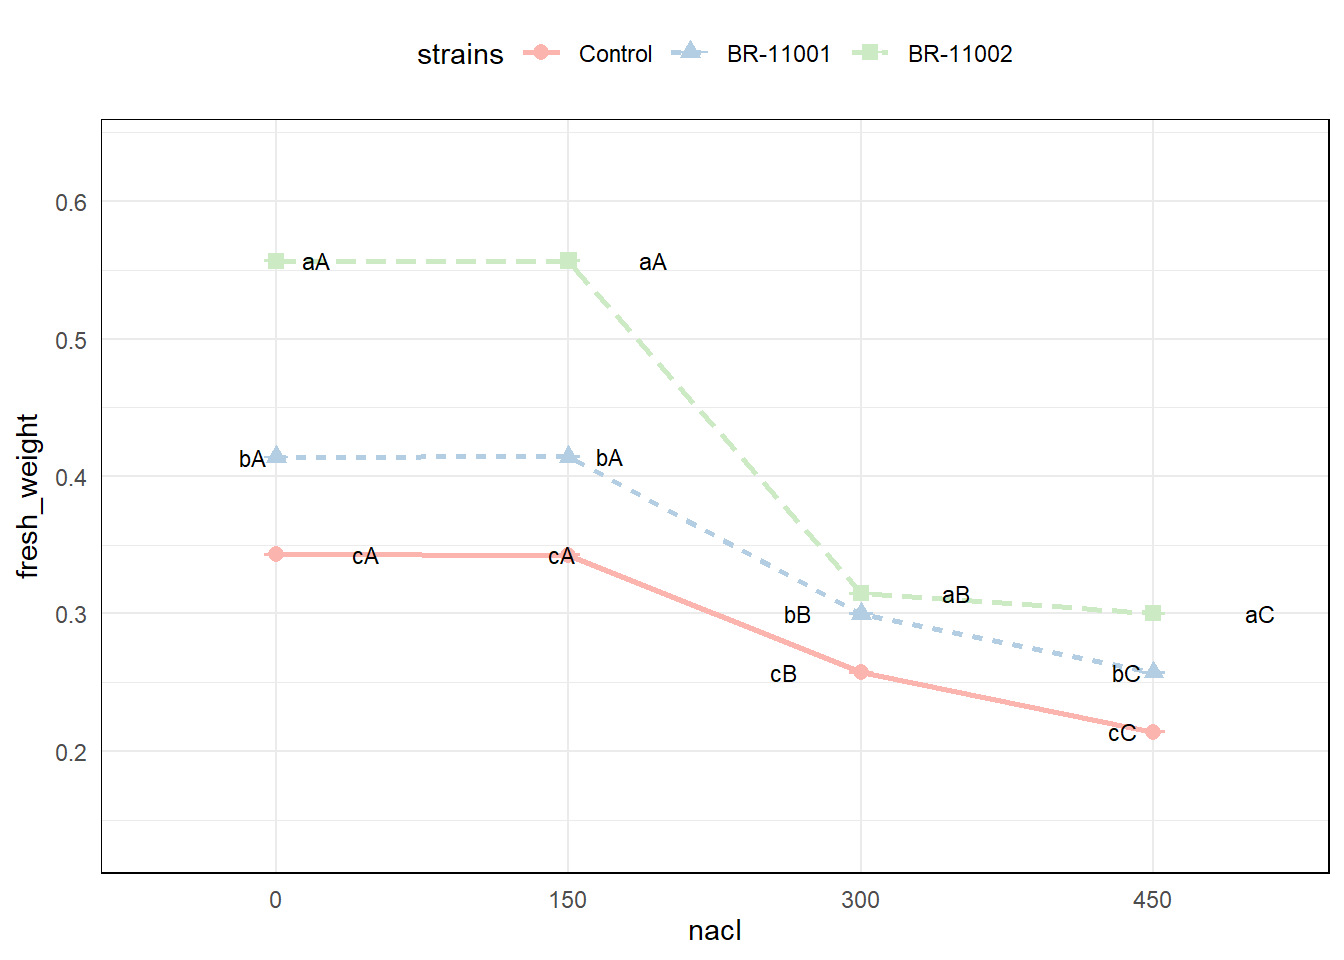 strains Control BR-11001 BR-11002
0.6
aA aA
0.5
bA bA
0.4
cA cA
aB
0.3
bB aC
cB bC
cC
0.2
fresh_weight
0 150 300 450
nacl